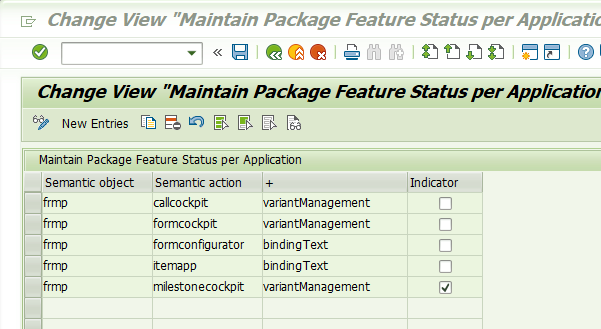 Change View "Maintain Package Feature Status per Applicatio
«
Change View "Maintain Package Feature Status per Application
New Entries
Maintain Package Feature Status per Application
Semantic object Semantic action + Indicator
frmp callcockpit variantManagement
frmp formcockpit variantManagement
frmp formconfigurator bindingText
frmp itemapp bindingText
frmp milestonecockpit variantManagement